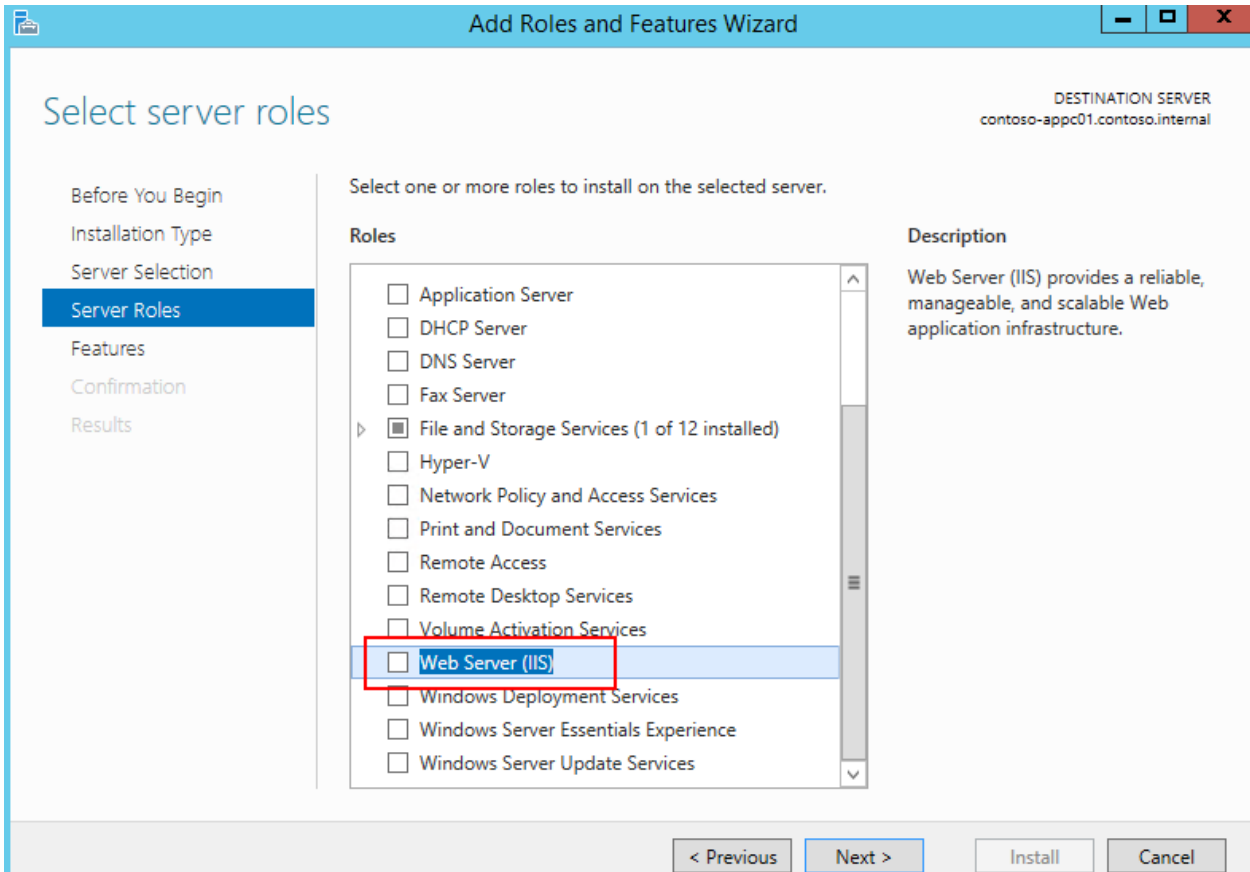 Add Roles and Features Wizard
Select server roles
DESTINATION SERVER
contoso-appc01.contoso.internal
Before You Begin
Installation Type
Server Selection
Server Roles
Features
Confirmation
Results
Select one or more roles to install on the selected server.
Roles
Application Server
DHCP Server
DNS Server
Fax Server
File and Storage Services (1 of 12 installed)
Hyper-V
Network Policy and Access Services
Print and Document Services
Remote Access
Remote Desktop Services
Volume Activation Services
Web Server (IIS)
Windows Deployment Services
Windows Server Essentials Experience
Windows Server Update Services
Description
Web Server (IIS) provides a reliable,
manageable, and scalable Web
application infrastructure.
< Previous
Next >
Install
Cancel